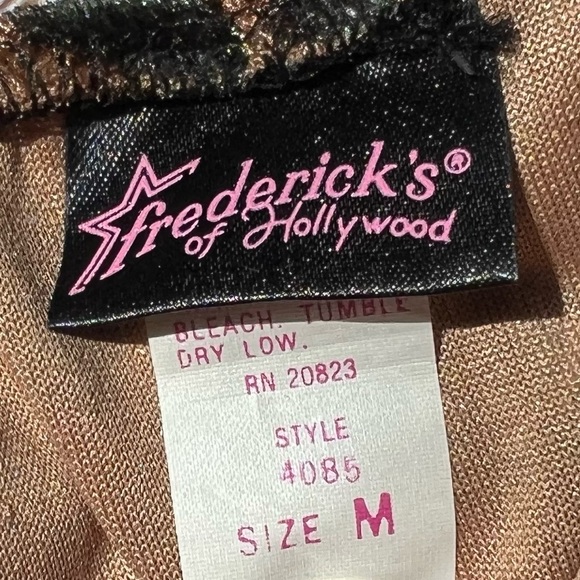 frederick's®
of Hollywood
BLEACH. TUMBLE
DRY LOW.
RN 20823
STYLE
4085
SIZE M